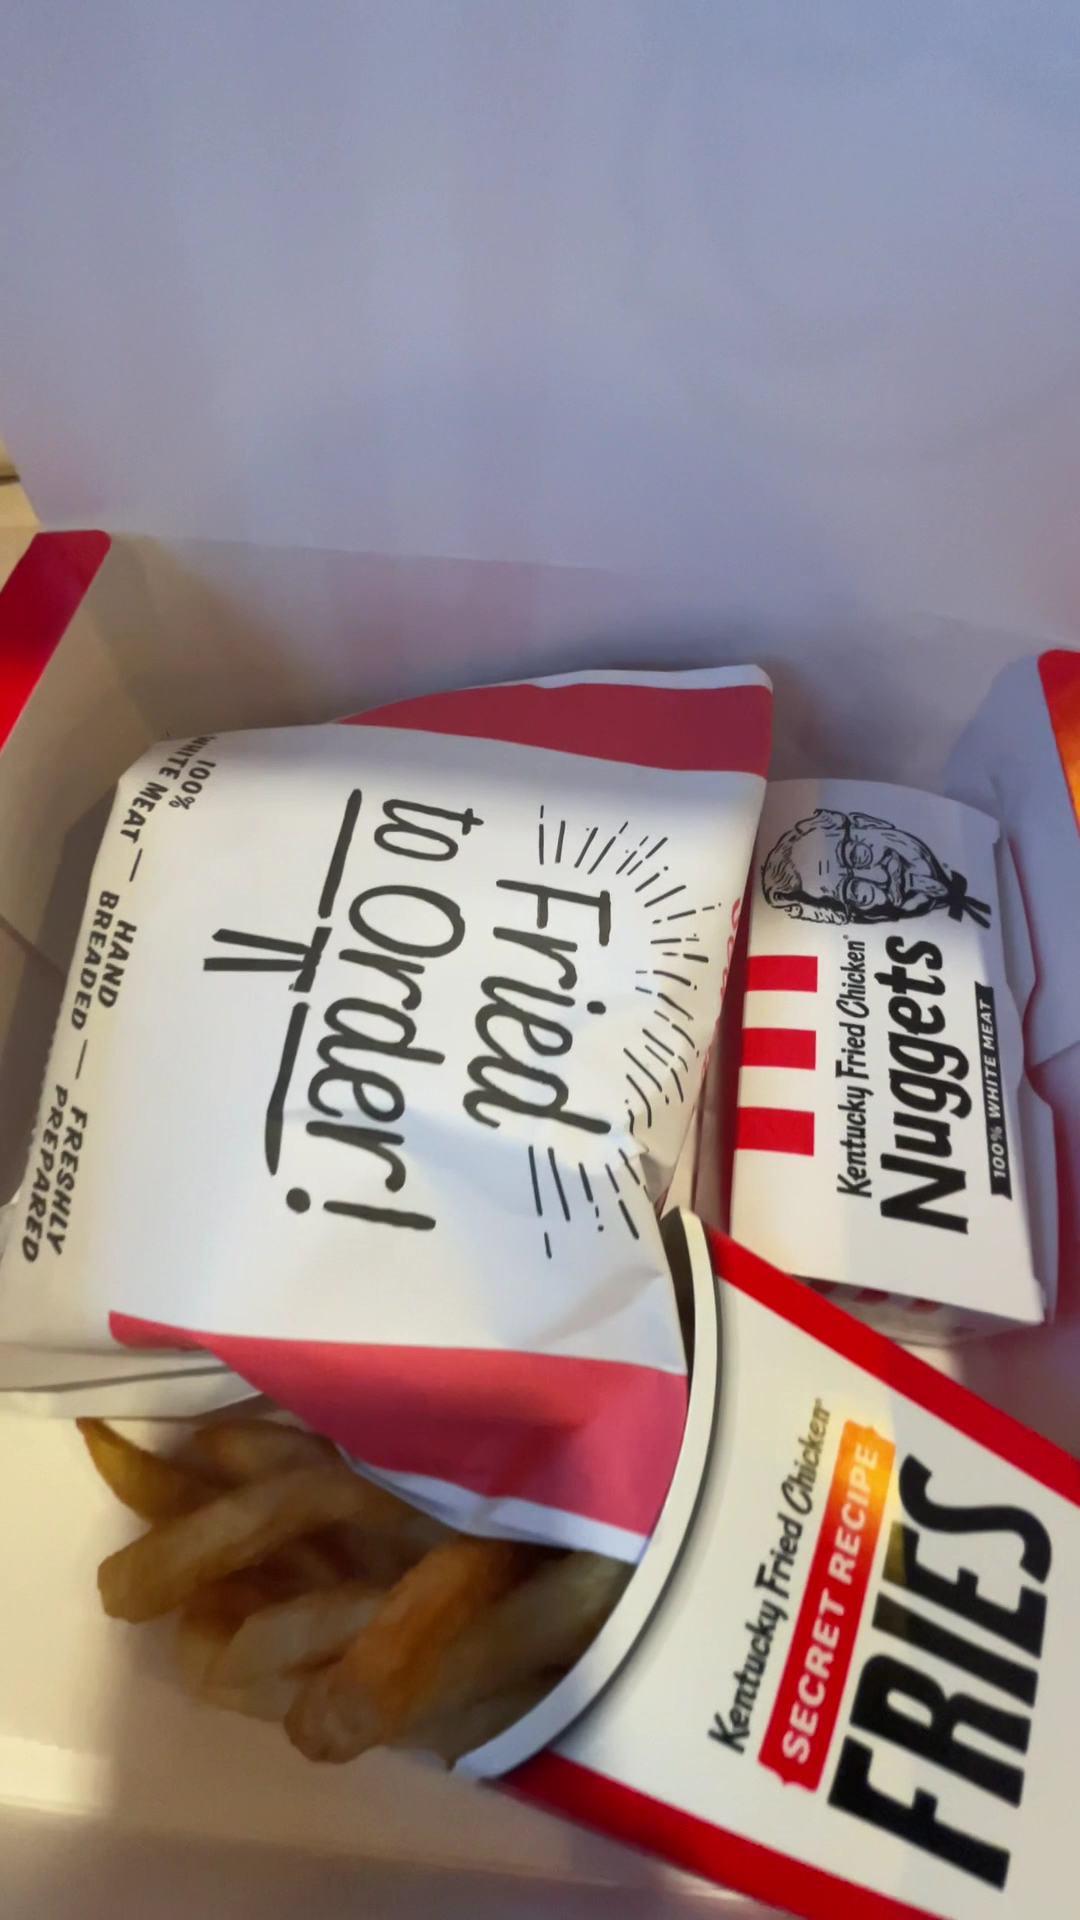 Fried
to Order!
100%
WHITE MEAT —
HAND
BREADED —
FRESHLY
PREPARED
Kentucky Fried Chicken®
Nuggets
100% WHITE MEAT
Kentucky Fried Chicken®
SECRET RECIPE
FRIES